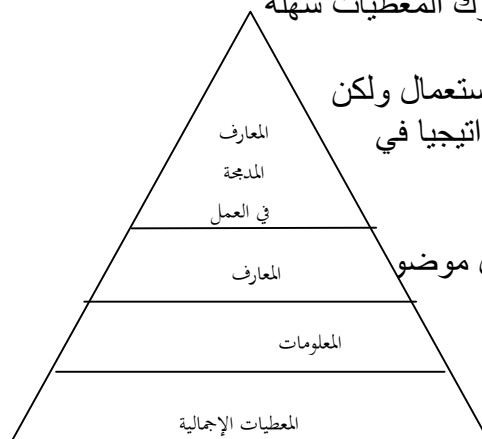 المعطيات سهلة
ولكن
في
المعارف
المدمجة
في العمل
المعارف
المعلومات
المعطيات الإجمالية